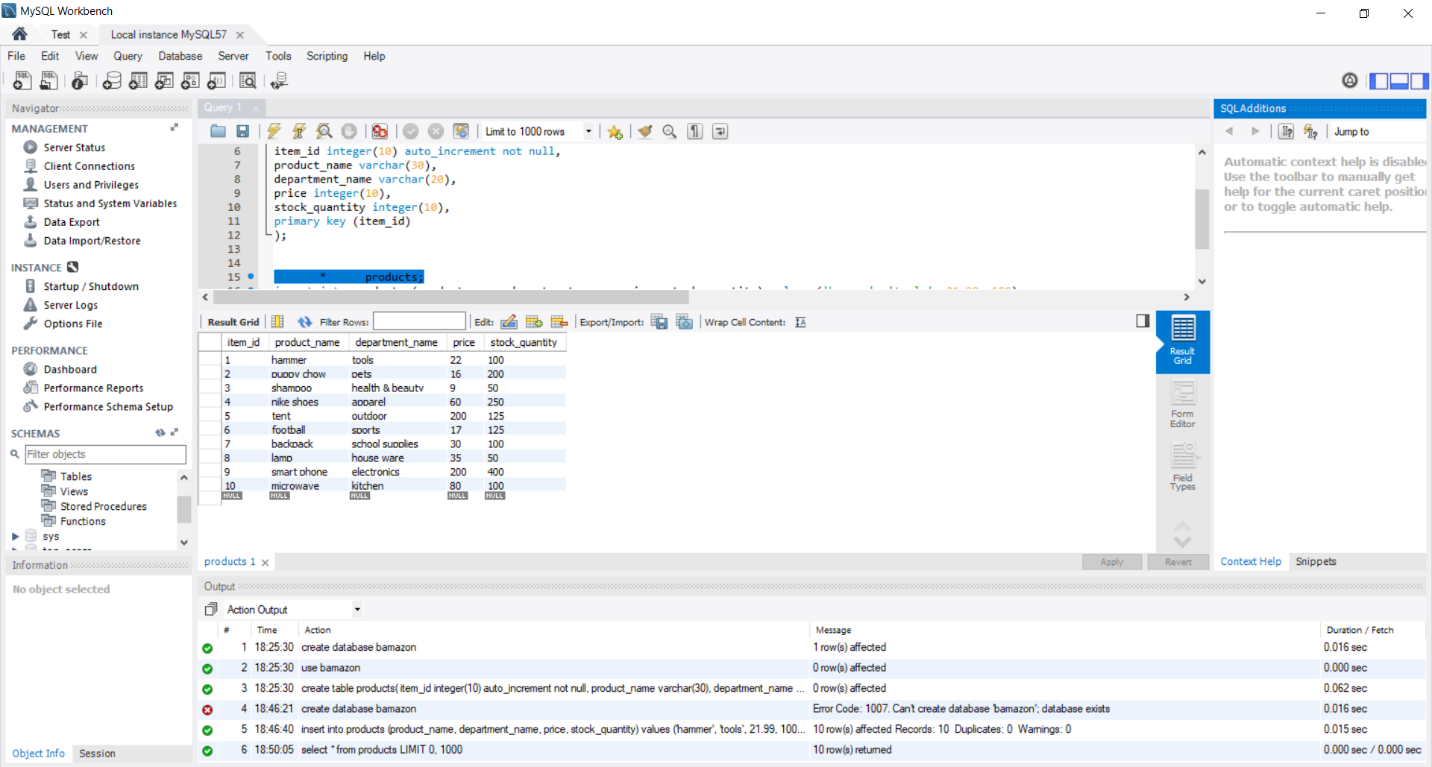 MySQL Workbench
Test
Local instance MySQL57
File Edit View Query Database Server Tools Scripting Help
Navigator
MANAGEMENT
Server Status
Client Connections
Users and Privileges
Status and System Variables
Data Export
Data Import/Restore
INSTANCE
Startup / Shutdown
Server Logs
Options File
PERFORMANCE
Dashboard
Performance Reports
Performance Schema Setup
SCHEMAS
Filter objects
Tables
Views
Stored Procedures
Functions
sys
Information
No object selected
Object Info Session
Query 1
Limit to 1000 rows
6 item_id integer(10) auto_increment not null,
7 product_name varchar(30),
8 department_name varchar(20),
9 price integer(10),
10 stock_quantity integer(10),
11 primary key (item_id)
12 );
13
14
15 * products;
Result Grid Filter Rows: Edit: Export/Import: Wrap Cell Content:
item_id product_name department_name price stock_quantity
1 hammer tools 22 100
2 puppy chow pets 16 200
3 shampoo health & beauty 9 50
4 nike shoes apparel 60 250
5 tent outdoor 200 125
6 football sports 17 125
7 backpack school supplies 30 100
8 lamp house ware 35 50
9 smart phone electronics 200 400
10 microwave kitchen 80 100
NULL NULL NULL NULL NULL
Result
Grid
Form
Editor
Field
Types
products 1
Apply Revert
SQLAdditions
Jump to
Automatic context help is disabled
Use the toolbar to manually get
help for the current caret position
or to toggle automatic help.
Context Help Snippets
Output
Action Output
# Time Action Message Duration / Fetch
1 18:25:30 create database bamazon 1 row(s) affected 0.016 sec
2 18:25:30 use bamazon 0 row(s) affected 0.000 sec
3 18:25:30 create table products( item_id integer(10) auto_increment not null, product_name varchar(30), department_name ... 0 row(s) affected 0.062 sec
4 18:46:21 create database bamazon Error Code: 1007. Can't create database 'bamazon'; database exists 0.016 sec
5 18:46:40 insert into products (product_name, department_name, price, stock_quantity) values ('hammer', 'tools', 21.99, 100... 10 row(s) affected Records: 10 Duplicates: 0 Warnings: 0 0.015 sec
6 18:50:05 select * from products LIMIT 0, 1000 10 row(s) returned 0.000 sec / 0.000 sec